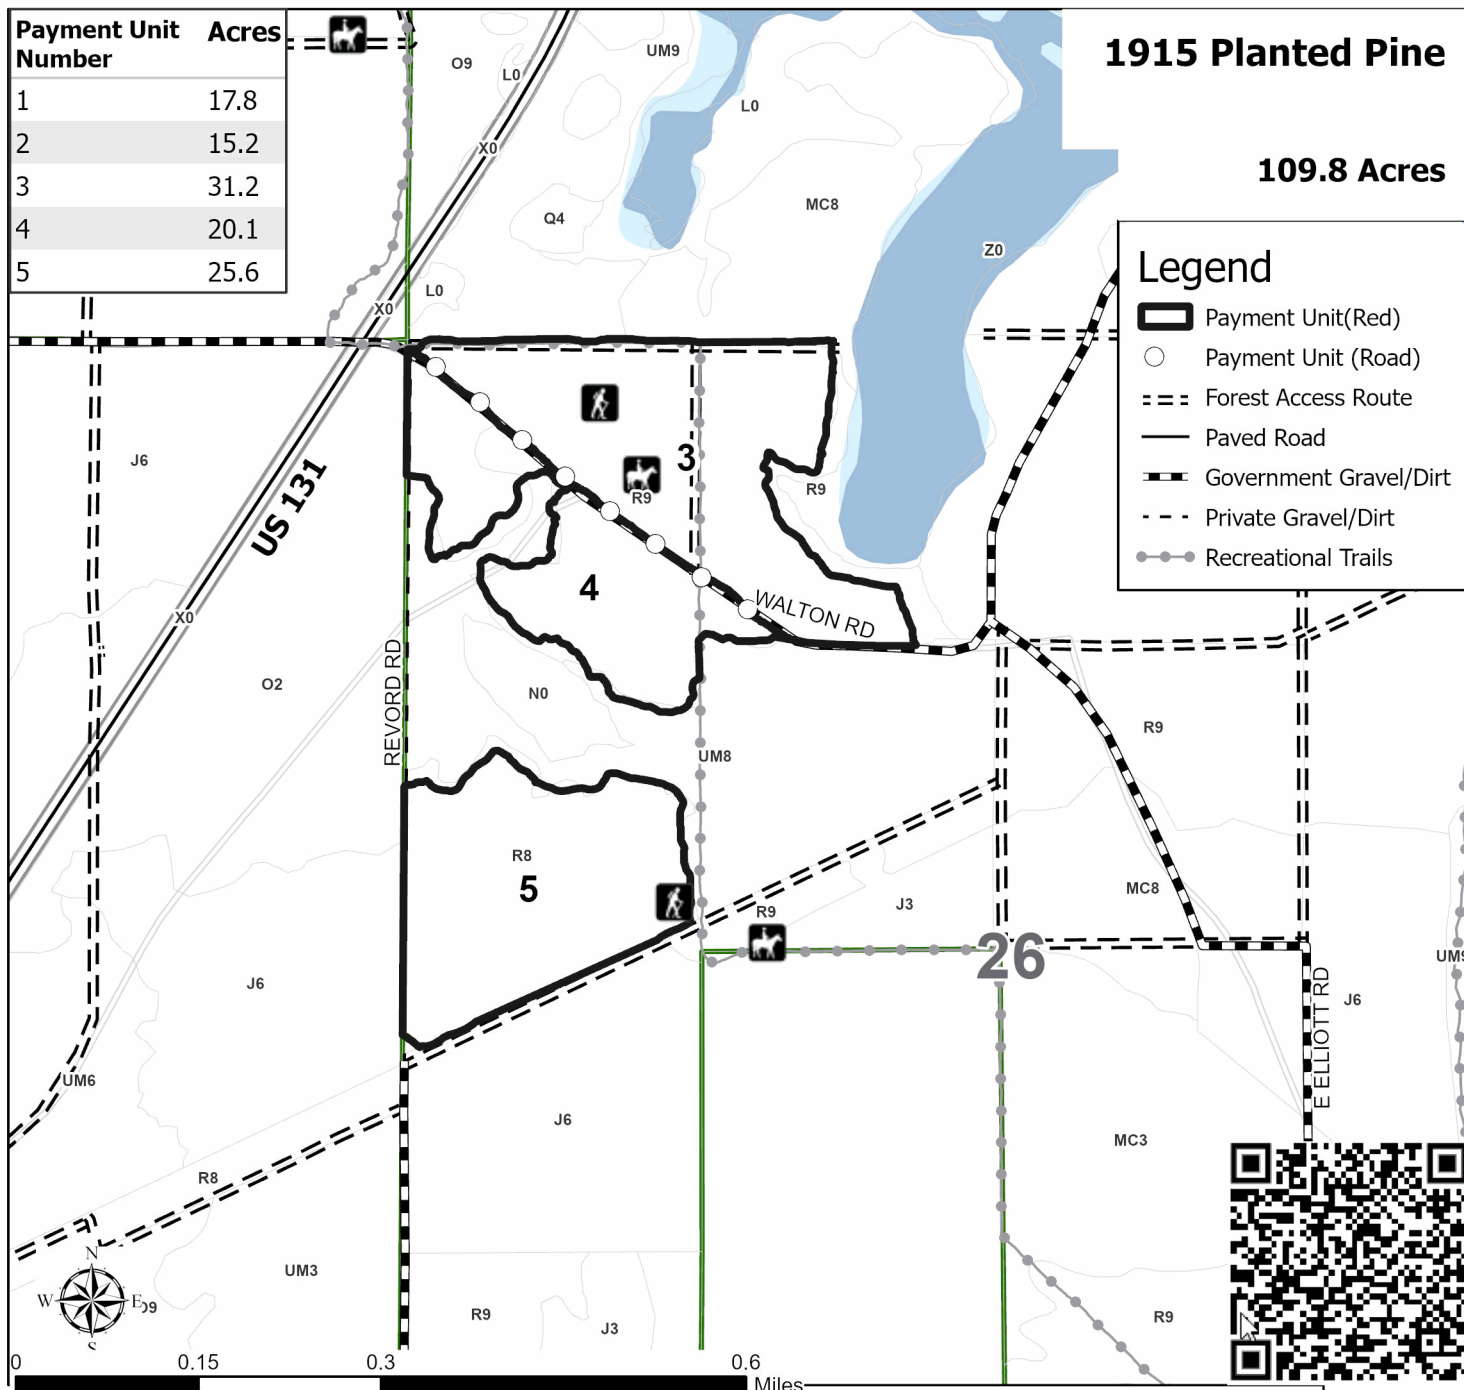 Payment Unit Number Acres
1 17.8
2 15.2
3 31.2
4 20.1
5 25.6
1915 Planted Pine
109.8 Acres
Legend
Payment Unit(Red)
Payment Unit (Road)
Forest Access Route
Paved Road
Government Gravel/Dirt
Private Gravel/Dirt
Recreational Trails
O9
L0
UM9
L0
X0
Q4
MC8
Z0
L0
X0
J6
US 131
3
R9
R9
4
WALTON RD
X0
REVORD RD
O2
N0
UM8
R9
R8
5
R9
J3
MC8
26
UM9
J6
J6
E ELLIOTT RD
UM6
J6
MC3
R8
UM3
R9
J3
R9
N
W
E
S
O9
0 0.15 0.3 0.6
Miles